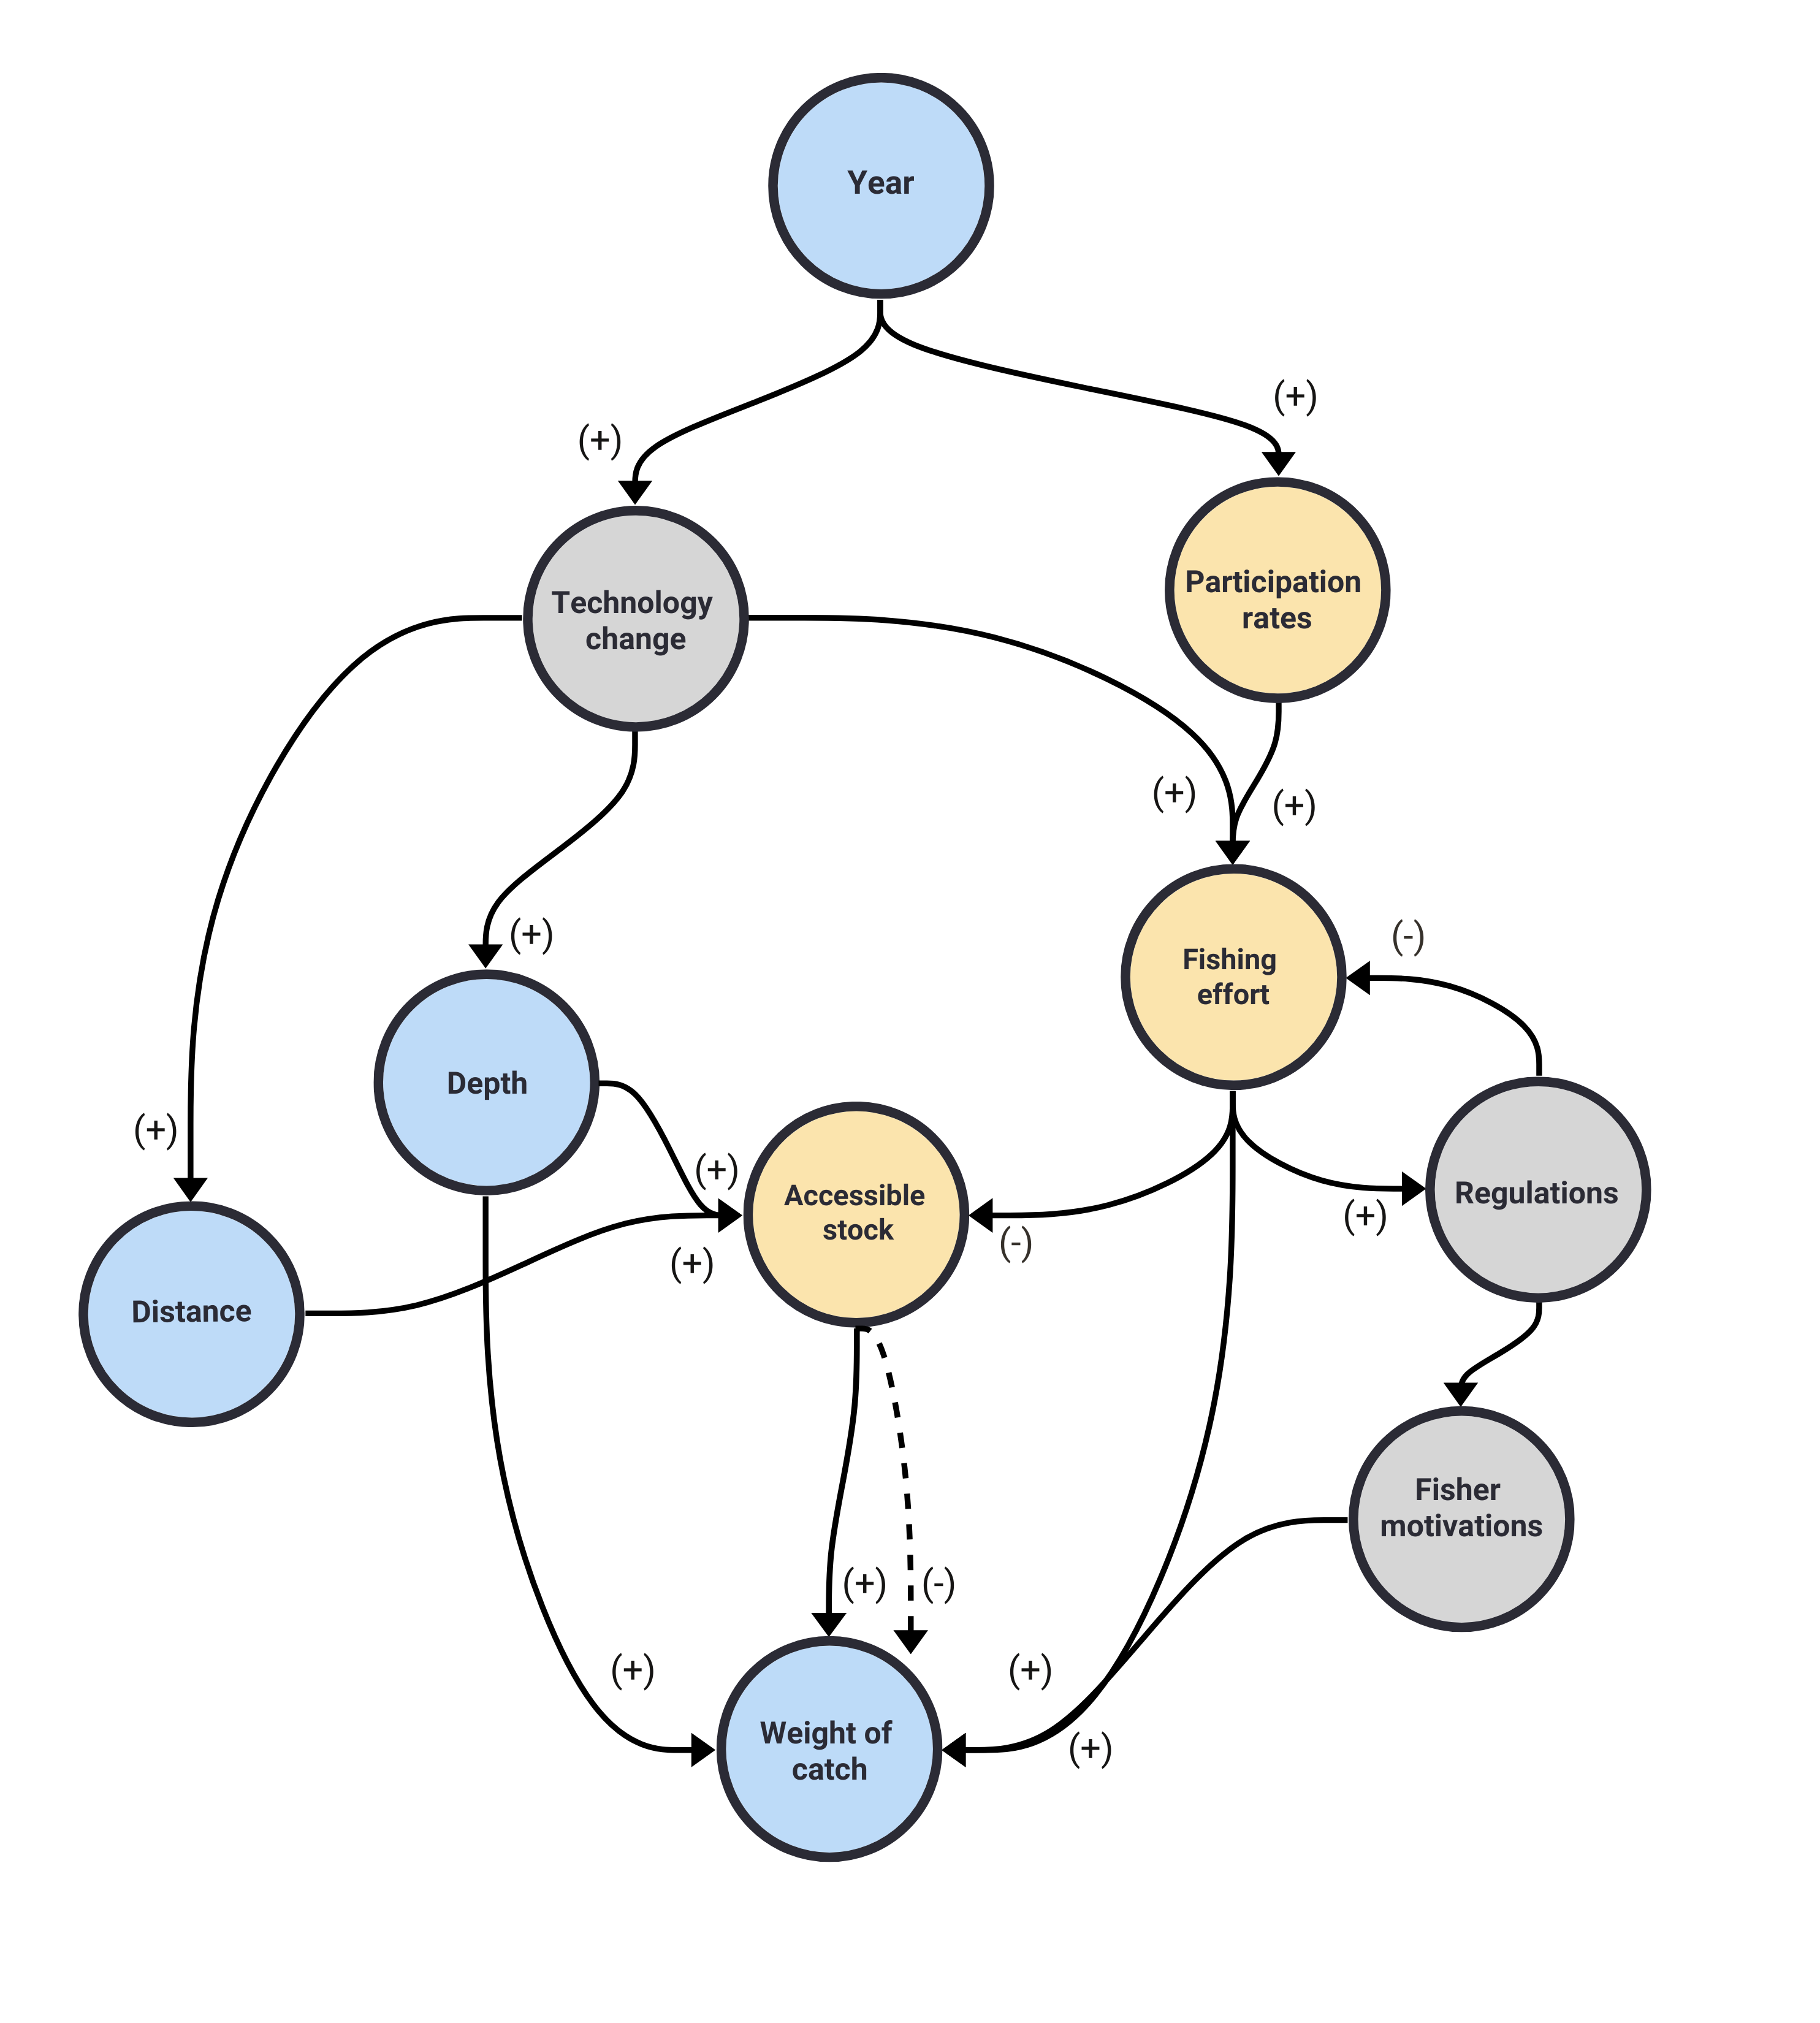 Year
(+)
(+)
Participation
rates
Technology
change
(+)
(+)
(+)
(-)
Fishing
effort
Depth
(+)
(+)
Accessible
stock
Regulations
(+)
(-)
(+)
Distance
Fisher
motivations
(+)
(-)
(+)
(+)
Weight of
catch
(+)